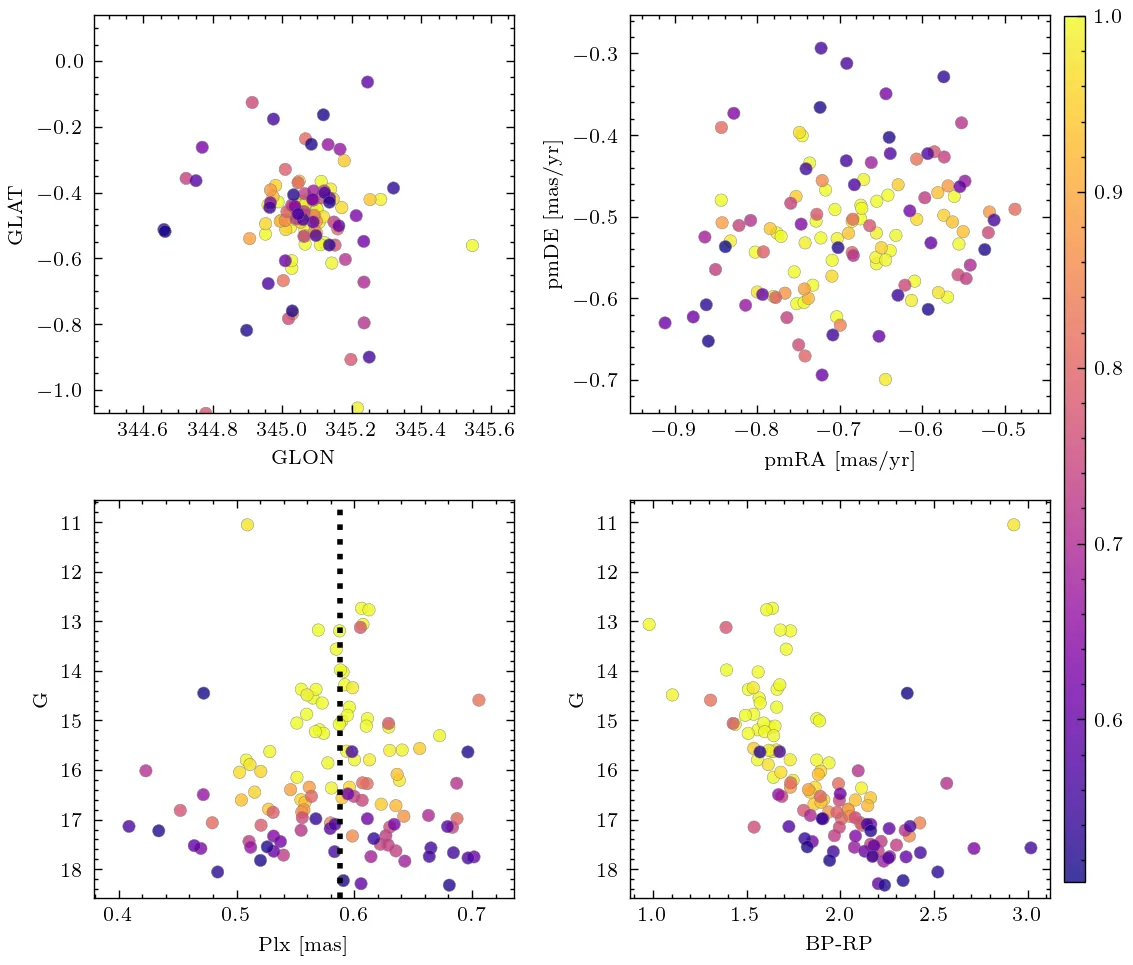 0.0
−0.2
−0.4
−0.6
−0.8
−1.0
GLAT
344.6 344.8 345.0 345.2 345.4 345.6
GLON
−0.3
−0.4
−0.5
−0.6
−0.7
pmDE [mas/yr]
−0.9 −0.8 −0.7 −0.6 −0.5
pmRA [mas/yr]
1.0
0.9
0.8
0.7
0.6
11
12
13
14
15
16
17
18
G
0.4 0.5 0.6 0.7
Plx [mas]
11
12
13
14
15
16
17
18
G
1.0 1.5 2.0 2.5 3.0
BP-RP